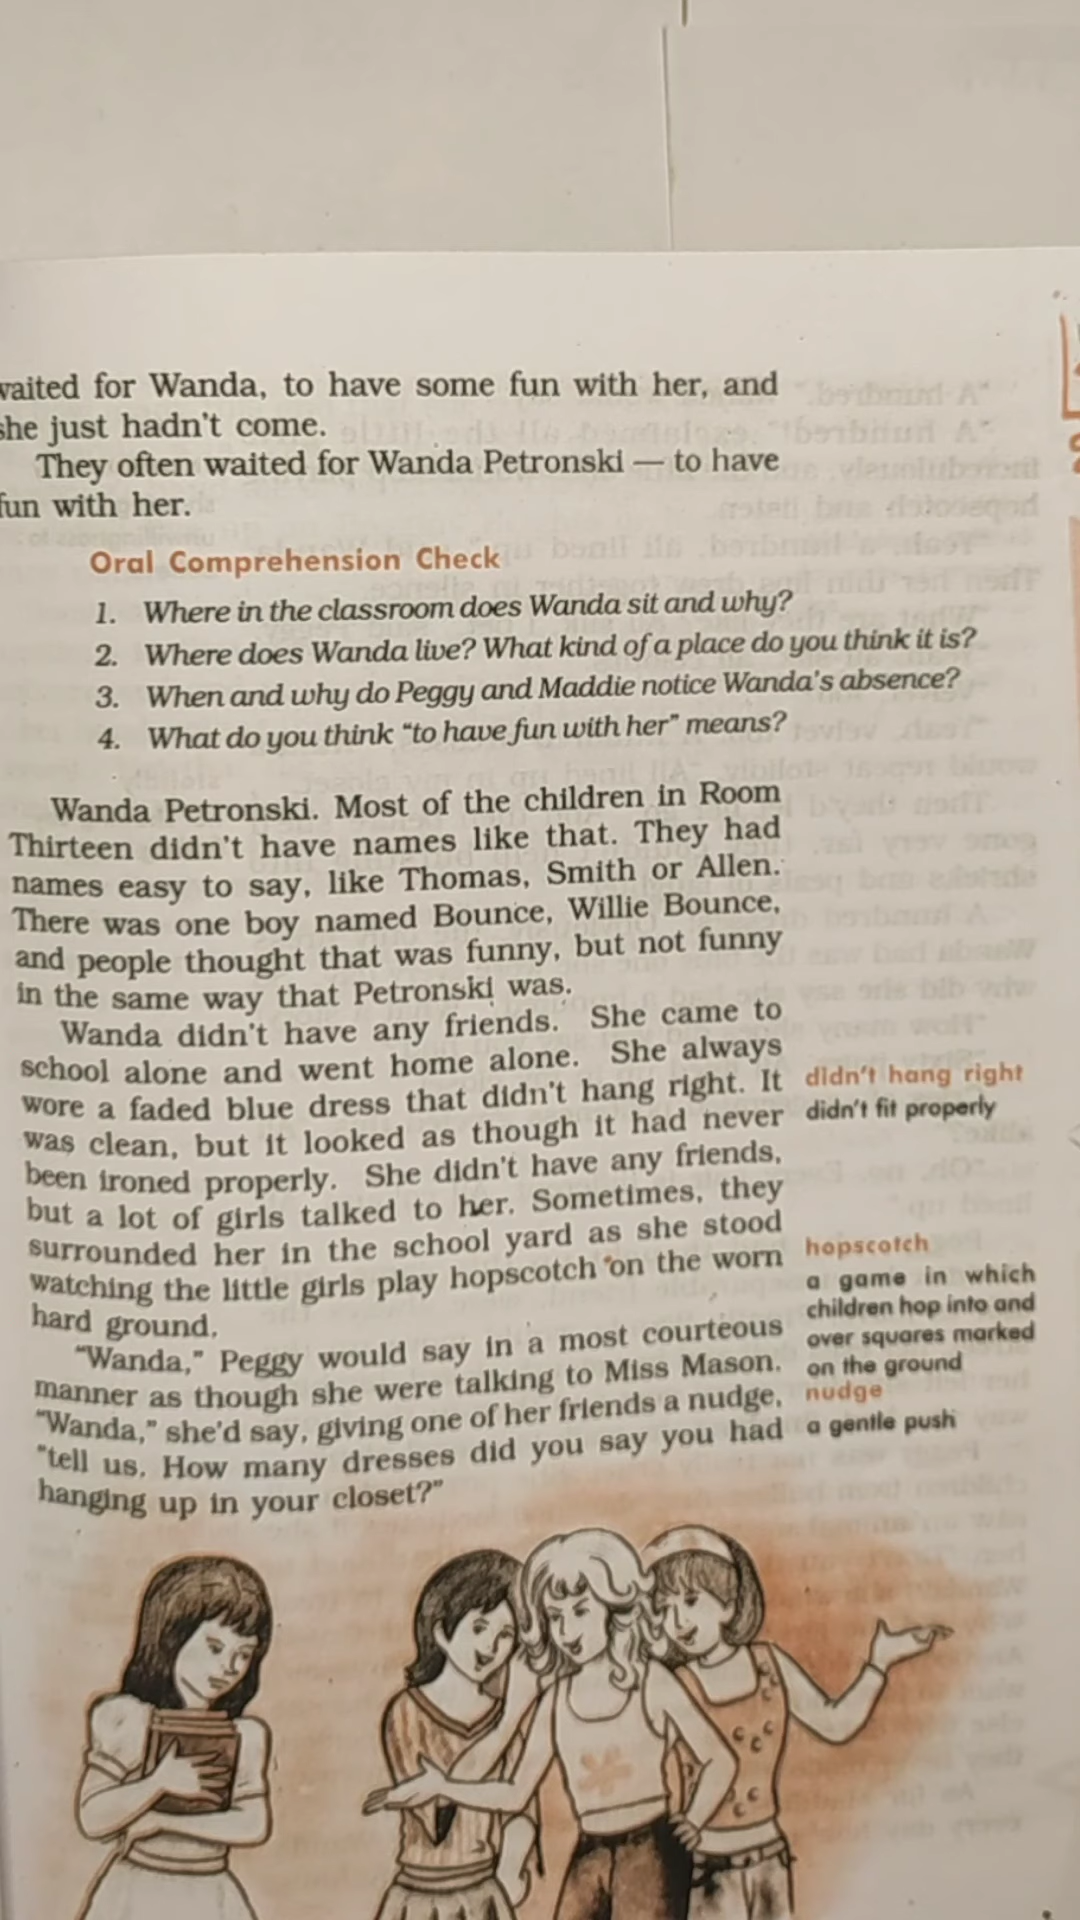 for Wanda, to have some fun with her, and
she just hadn't come.
They often waited for Wanda Petronski — to have
fun with her.
Oral Comprehension Check
1. Where in the classroom does Wanda sit and why?
2. Where does Wanda live? What kind of a place do you think it is?
3. When and why do Peggy and Maddie notice Wanda's absence?
4. What do you think “to have fun with her” means?
Wanda Petronski. Most of the children in Room
Thirteen didn't have names like that. They had
names easy to say, like Thomas, Smith or Allen.
There was one boy named Bounce, Willie Bounce,
and people thought that was funny, but not funny
in the same way that Petronski was.
Wanda didn't have any friends. She came to
school alone and went home alone. She always
wore a faded blue dress that didn't hang right. It
was clean, but it looked as though it had never
been ironed properly. She didn't have any friends,
but a lot of girls talked to her. Sometimes, they
surrounded her in the school yard as she stood
watching the little girls play hopscotch on the worn
hard ground.
“Wanda,” Peggy would say in a most courteous
manner as though she were talking to Miss Mason.
“Wanda,” she'd say, giving one of her friends a nudge,
“tell us. How many dresses did you say you had
hanging up in your closet?”
didn't hang right
didn't fit properly
hopscotch
a game in which
children hop into and
over squares marked
on the ground
nudge
a gentle push